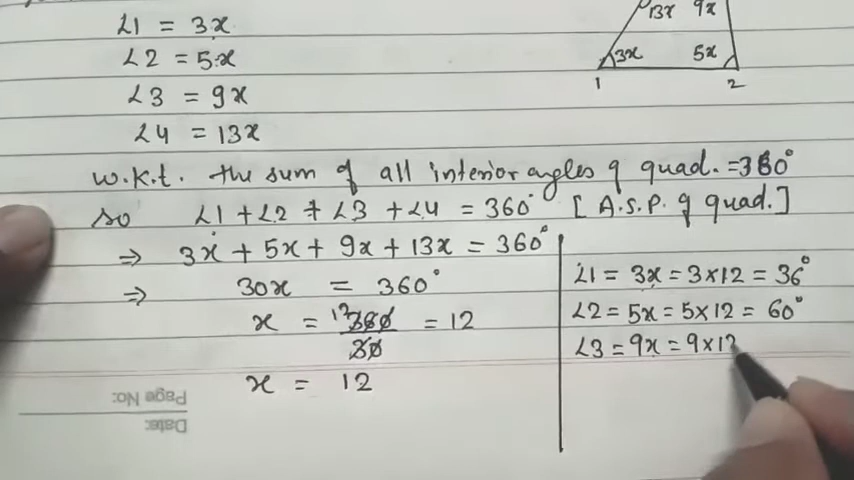 ∠1 = 3x
∠2 = 5x
∠3 = 9x
∠4 = 13x
13x 9x
3x 5x
1 2
w.k.t. the sum of all interior angles of quad. = 360°
so ∠1 + ∠2 + ∠3 + ∠4 = 360° [A.S.P. of quad.]
⇒ 3x + 5x + 9x + 13x = 360°
⇒ 30x = 360°
x = 12 360/30 = 12
x = 12
∠1 = 3x = 3×12 = 36°
∠2 = 5x = 5×12 = 60°
∠3 = 9x = 9×12
Page No:
Date: